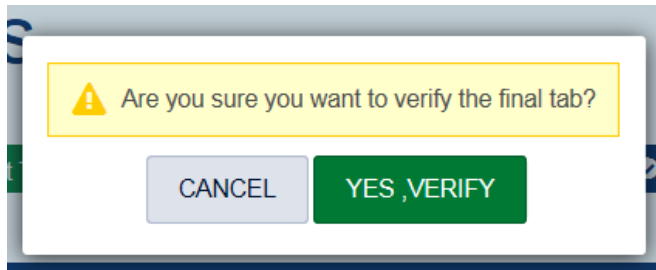 S
Are you sure you want to verify the final tab?
t
CANCEL
YES ,VERIFY